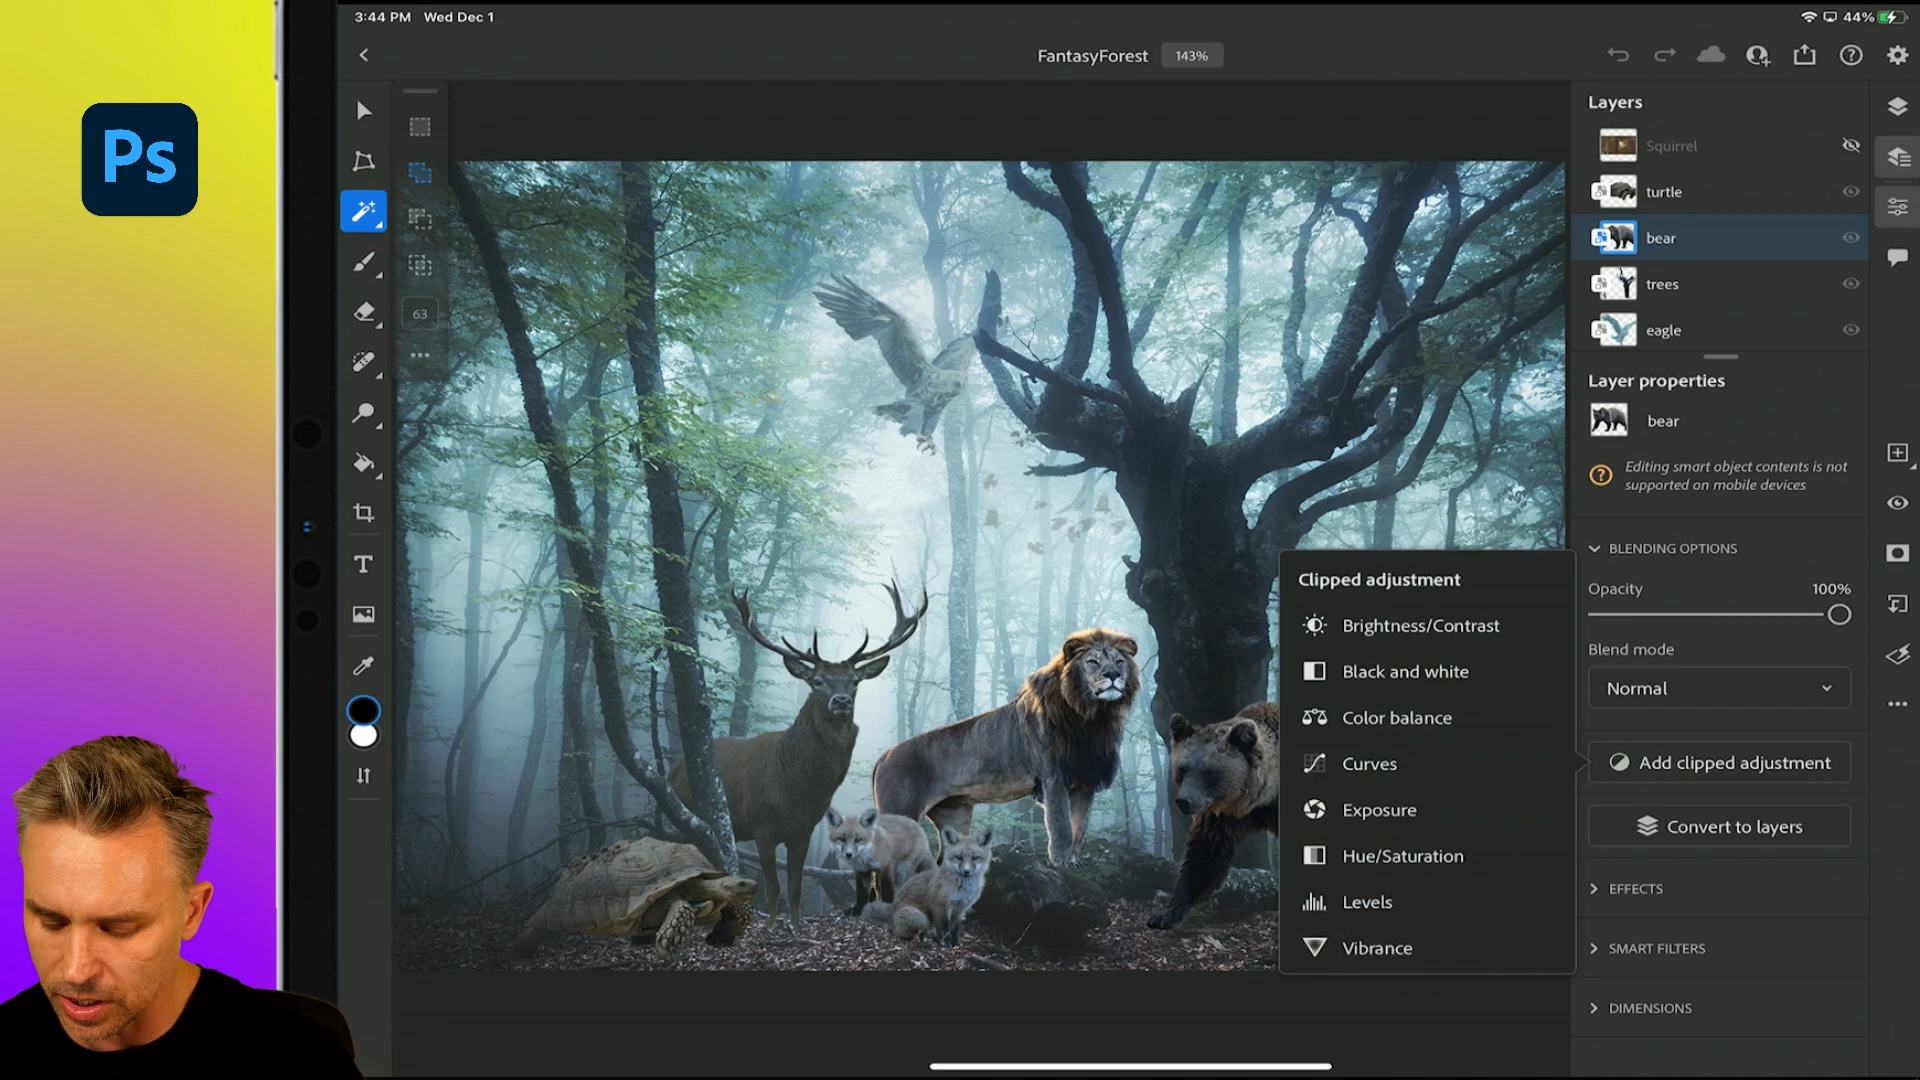 3:44 PM Wed Dec 1
44%
FantasyForest
143%
Ps
63
T
Layers
Squirrel
turtle
bear
trees
eagle
Layer properties
bear
Editing smart object contents is not
supported on mobile devices
BLENDING OPTIONS
Opacity 100%
Blend mode
Normal
Add clipped adjustment
Convert to layers
EFFECTS
SMART FILTERS
DIMENSIONS
Clipped adjustment
Brightness/Contrast
Black and white
Color balance
Curves
Exposure
Hue/Saturation
Levels
Vibrance